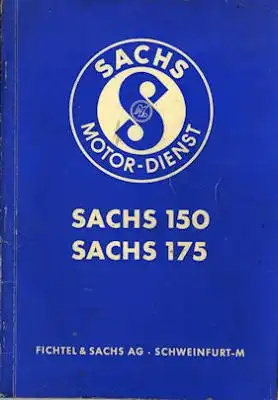 SACHS
MOTOR-DIENST
SACHS 150
SACHS 175
FICHTEL & SACHS AG · SCHWEINFURT-M